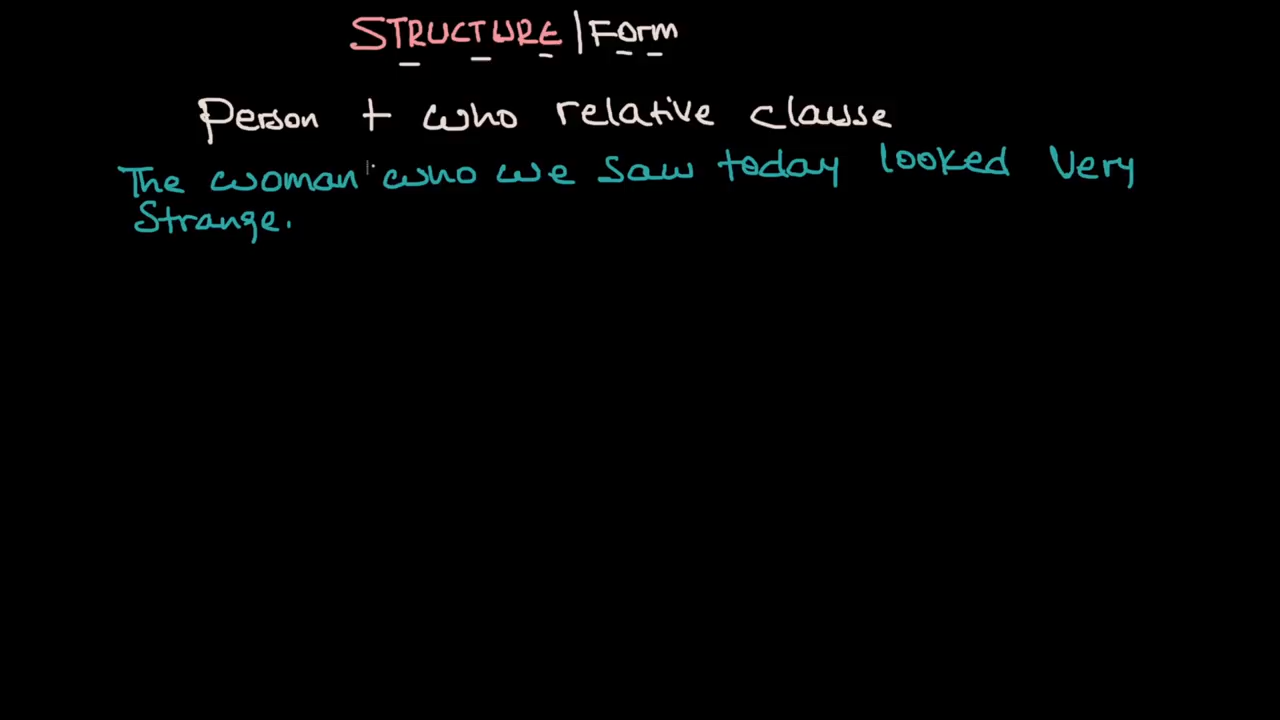 STRUCTURE | Form
Person + who relative clause
The woman who we saw today looked very
strange.